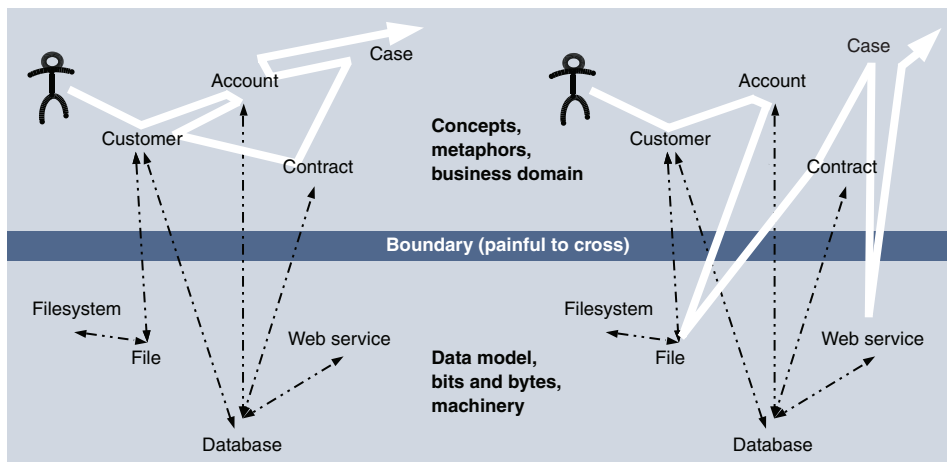 Case
Account
Customer
Contract
Concepts,
metaphors,
business domain
Case
Account
Customer
Contract
Boundary (painful to cross)
Filesystem
File
Web service
Database
Data model,
bits and bytes,
machinery
Filesystem
File
Web service
Database